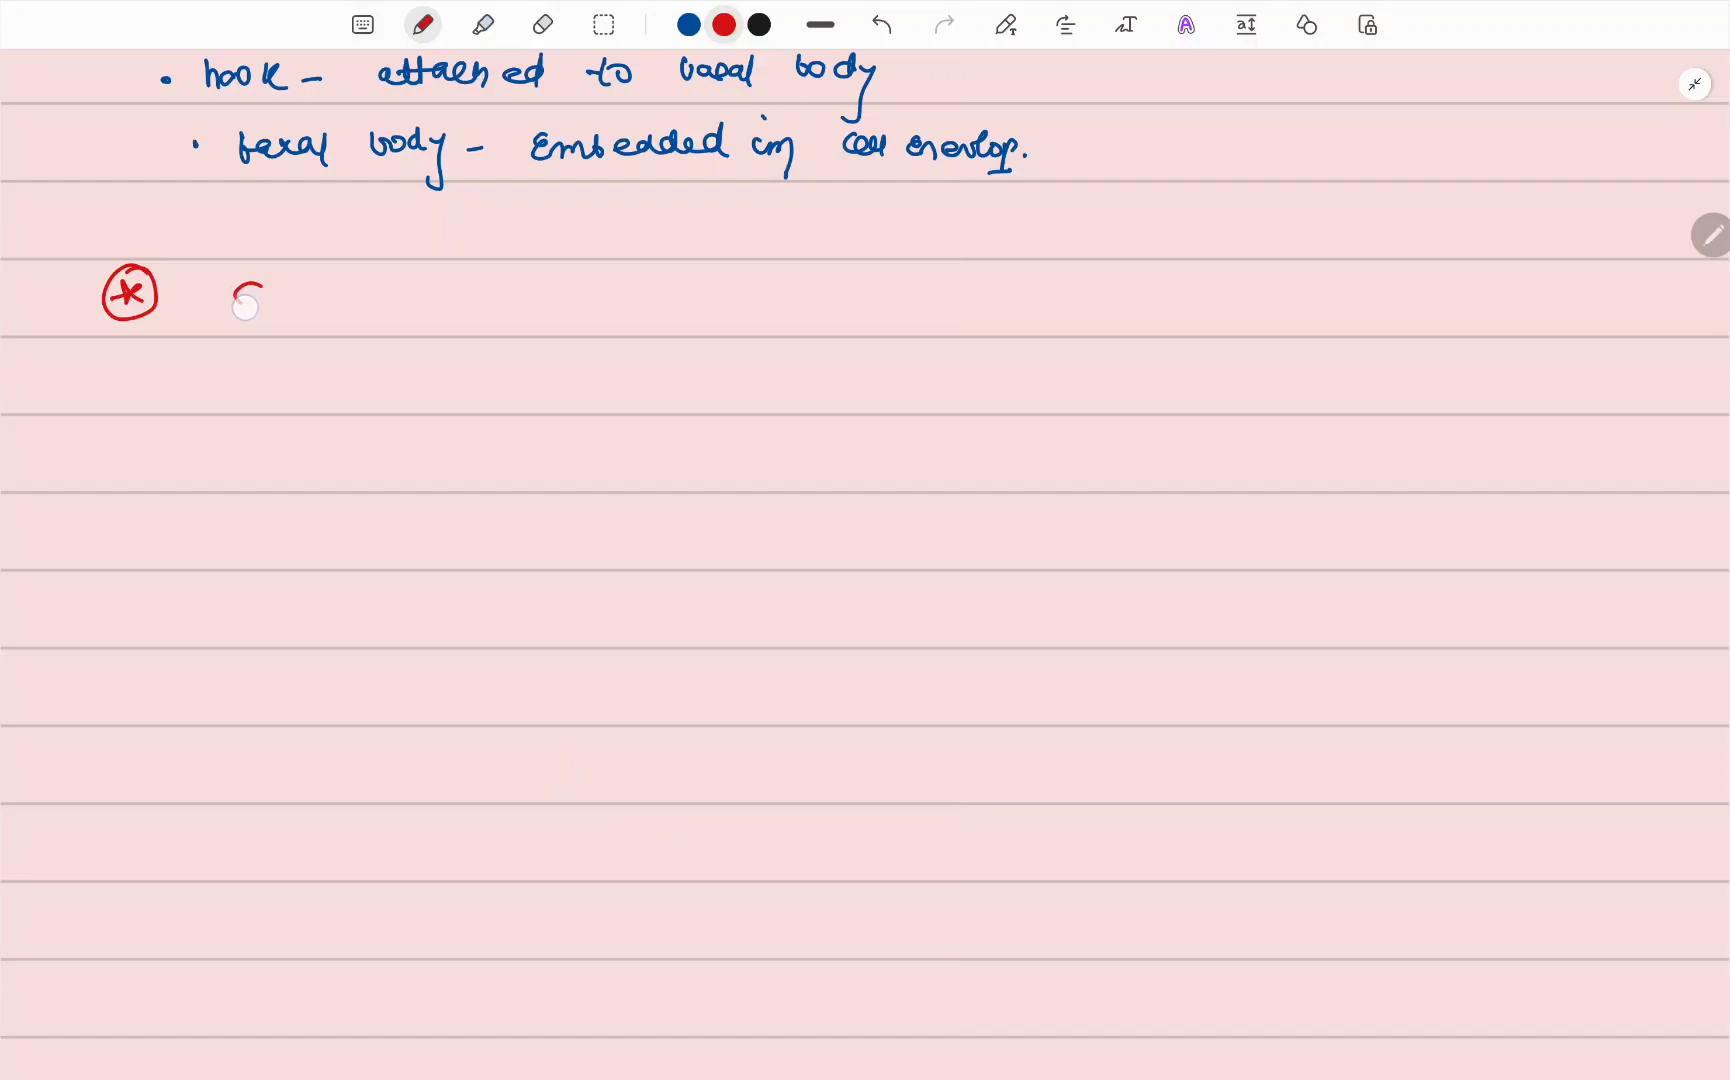 • hook - attached to basal body
• basal body - Embedded in cell envelop.